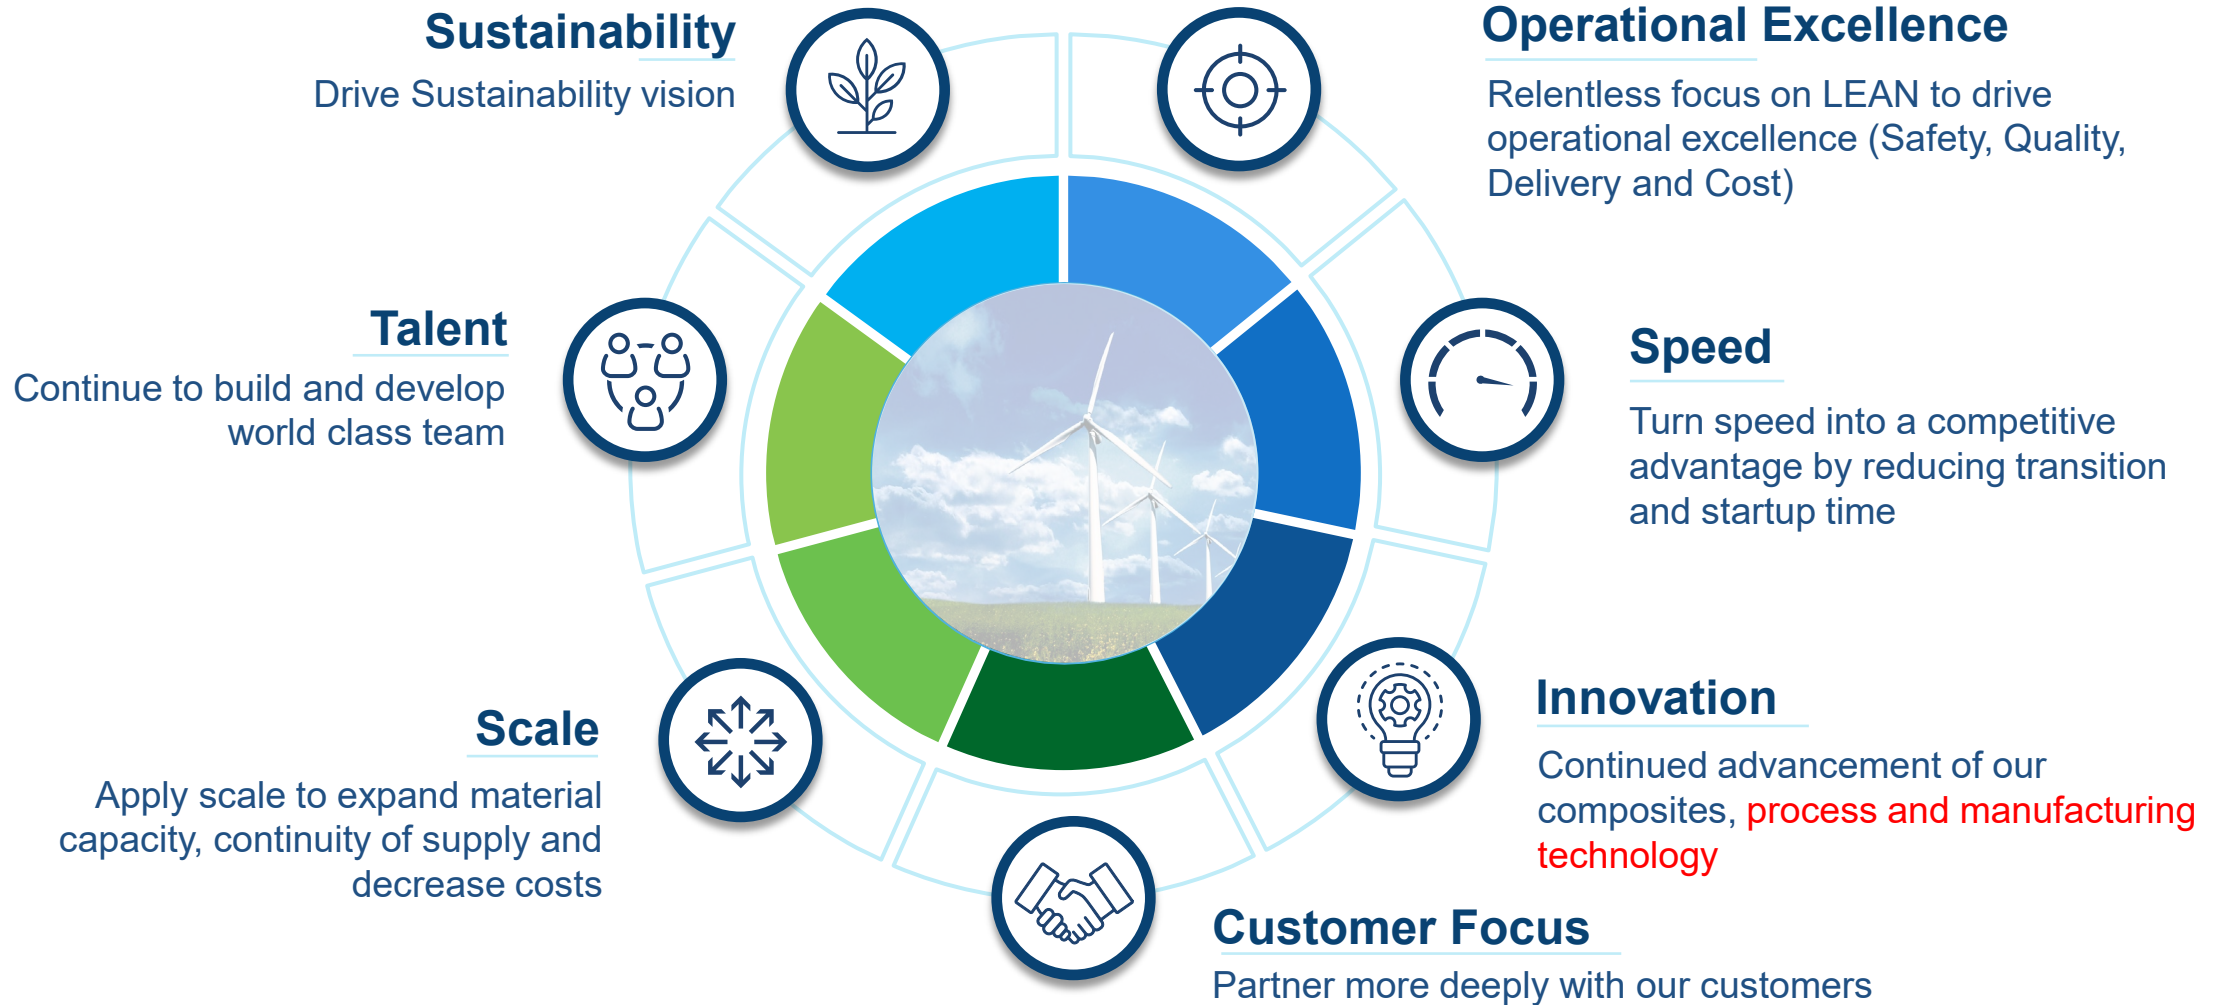 Sustainability
Drive Sustainability vision
Operational Excellence
Relentless focus on LEAN to drive
operational excellence (Safety, Quality,
Delivery and Cost)
Talent
Continue to build and develop
world class team
Speed
Turn speed into a competitive
advantage by reducing transition
and startup time
Scale
Apply scale to expand material
capacity, continuity of supply and
decrease costs
Innovation
Continued advancement of our
composites, process and manufacturing
technology
Customer Focus
Partner more deeply with our customers